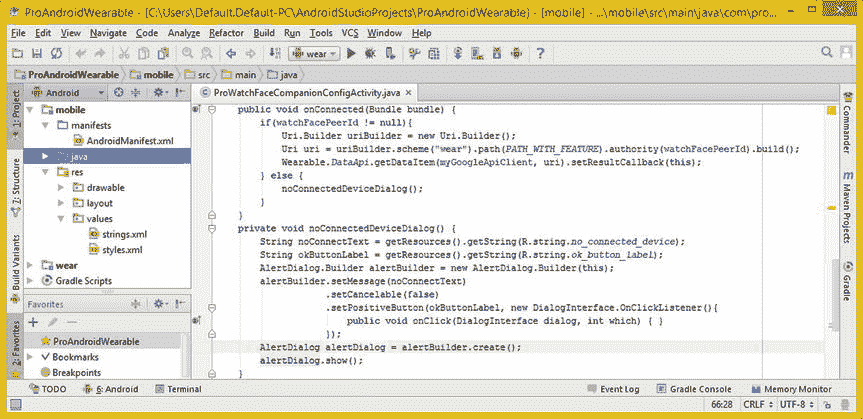 ProAndroidWearable - [C:\Users\Default.Default-PC\AndroidStudioProjects\ProAndroidWearable] - [mobile] - ...\mobile\src\main\java\com\pro...
File Edit View Navigate Code Analyze Refactor Build Run Tools VCS Window Help
wear
ProAndroidWearable mobile src main java
Android
ProWatchFaceCompanionConfigActivity.java
1: Project
7: Structure
Build Variants
2: Favorites
mobile
manifests
AndroidManifest.xml
java
res
drawable
layout
values
strings.xml
styles.xml
wear
Gradle Scripts
Favorites
ProAndroidWearable
Bookmarks
Breakpoints
public void onConnected(Bundle bundle) {
if(watchFacePeerId != null){
Uri.Builder uriBuilder = new Uri.Builder();
Uri uri = uriBuilder.scheme("wear").path(PATH_WITH_FEATURE).authority(watchFacePeerId).build();
Wearable.DataApi.getDataItem(myGoogleApiClient, uri).setResultCallback(this);
} else {
noConnectedDeviceDialog();
}
}
private void noConnectedDeviceDialog() {
String noConnectText = getResources().getString(R.string.no_connected_device);
String okButtonLabel = getResources().getString(R.string.ok_button_label);
AlertDialog.Builder alertBuilder = new AlertDialog.Builder(this);
alertBuilder.setMessage(noConnectText)
.setCancelable(false)
.setPositiveButton(okButtonLabel, new DialogInterface.OnClickListener(){
public void onClick(DialogInterface dialog, int which) { }
});
AlertDialog alertDialog = alertBuilder.create();
alertDialog.show();
}
Commander
Maven Projects
Gradle
TODO 6: Android Terminal Event Log Gradle Console Memory Monitor
66:28 CRLF UTF-8